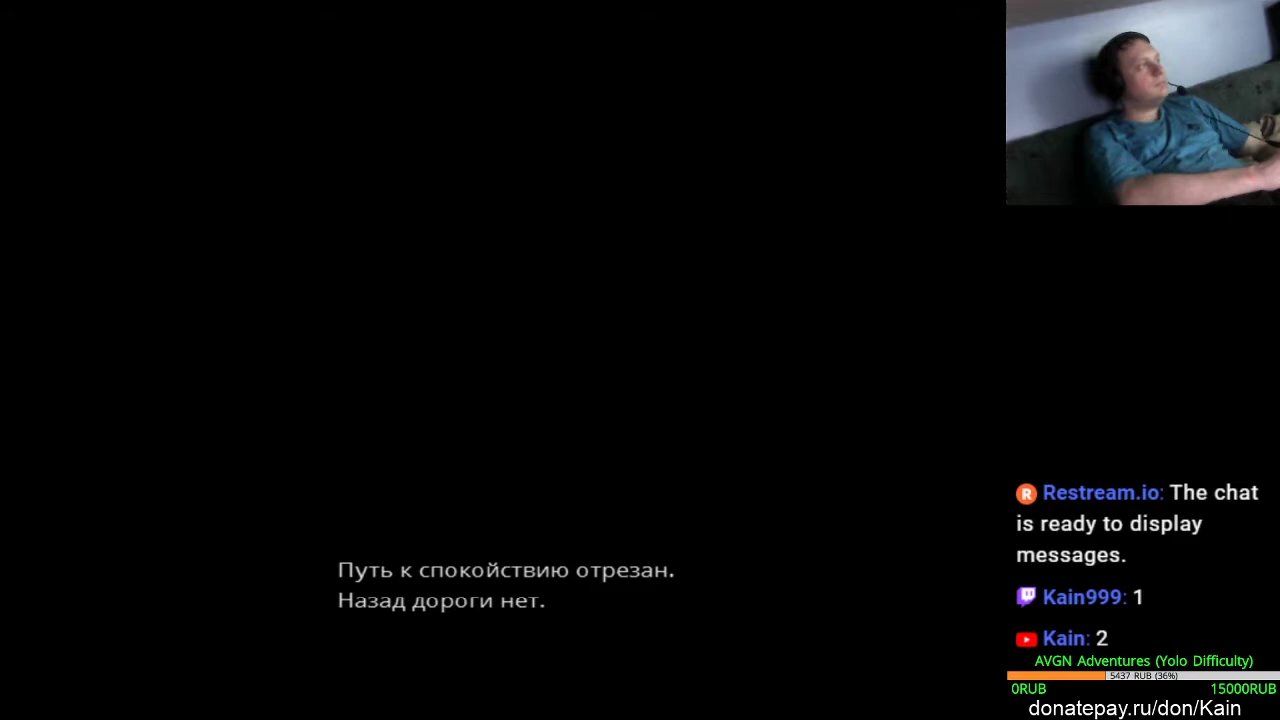 Путь к спокойствию отрезан.
Назад дороги нет.
Restream.io: The chat
is ready to display
messages.
Kain999: 1
Kain: 2
AVGN Adventures (Yolo Difficulty)
5437 RUB (36%)
0RUB 15000RUB
donatepay.ru/don/Kain